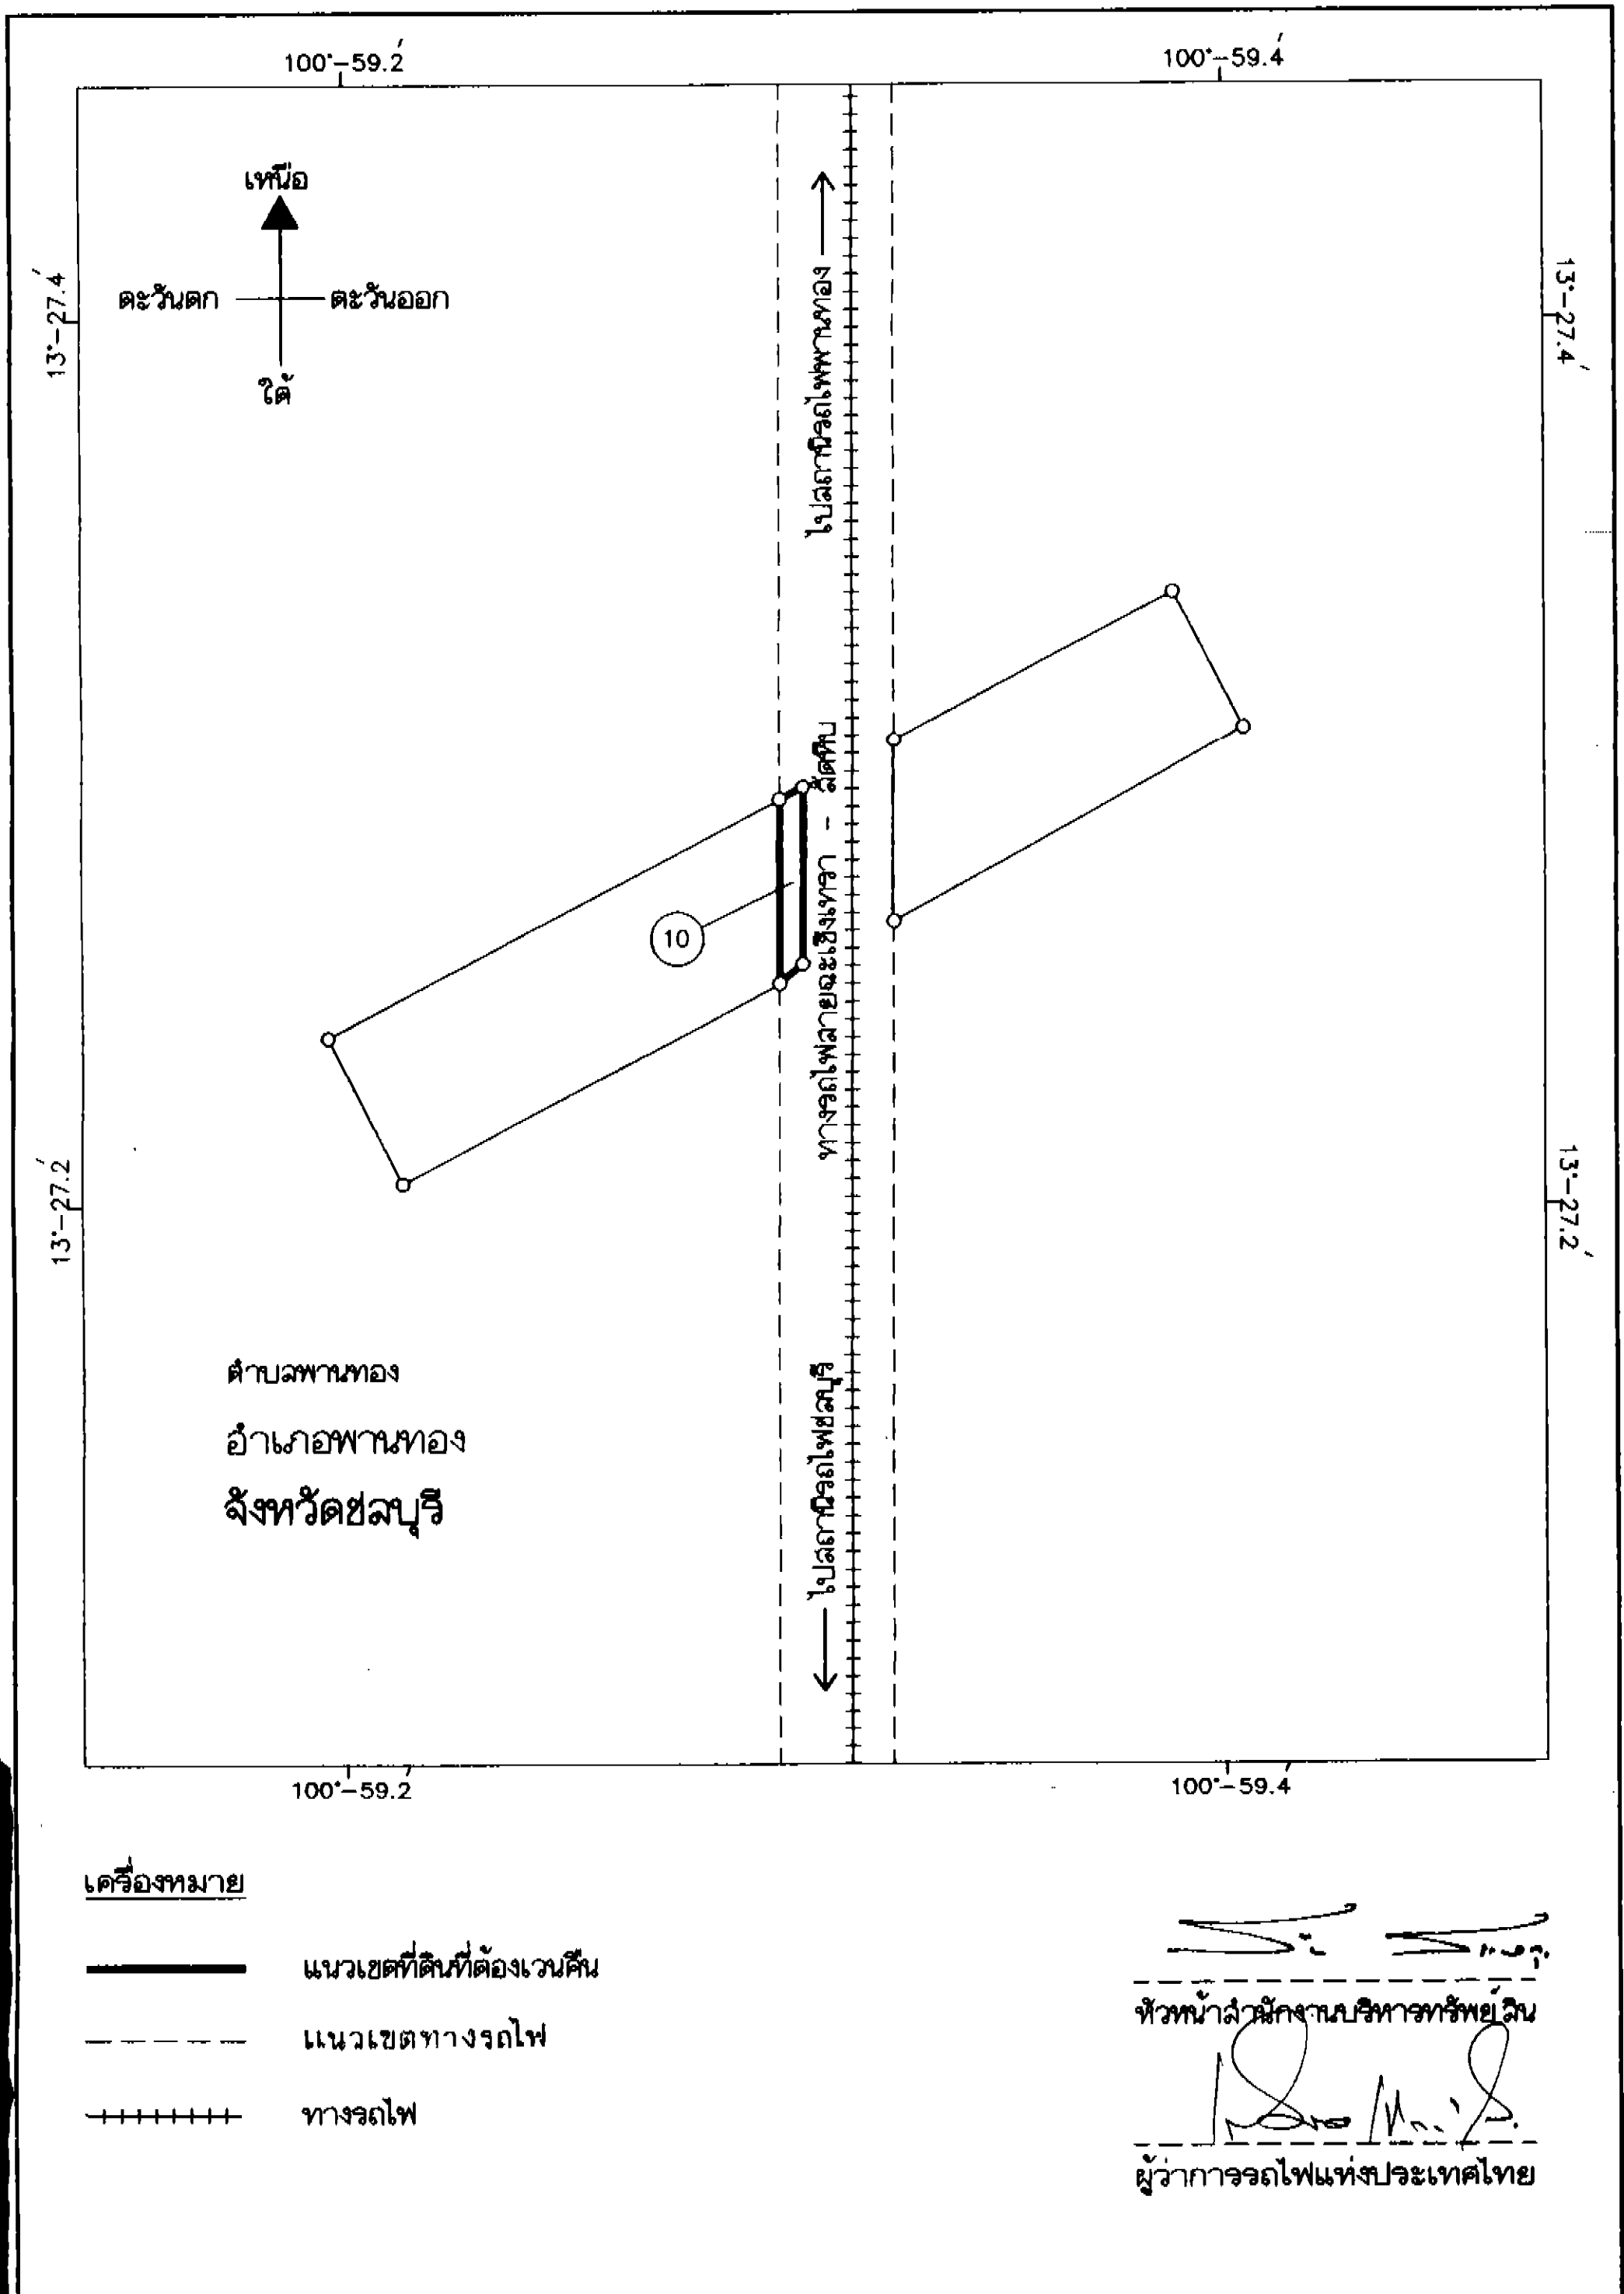 100°-59.2′
100°-59.4′
เหนือ
ตะวันตก
ตะวันออก
ใต้
13°-27.4′
13°-27.4′
ไปสถานีรถไฟพานทอง
ทางรถไฟสายฉะเชิงเทรา - สัตหีบ
10
13°-27.2′
13°-27.2′
ไปสถานีรถไฟชลบุรี
ตำบลพานทอง
อำเภอพานทอง
จังหวัดชลบุรี
100°-59.2′
100°-59.4′
เครื่องหมาย
แนวเขตที่ดินที่ต้องเวนคืน
แนวเขตทางรถไฟ
ทางรถไฟ
หัวหน้าสำนักงานบริหารทรัพย์สิน
ผู้ว่าการรถไฟแห่งประเทศไทย